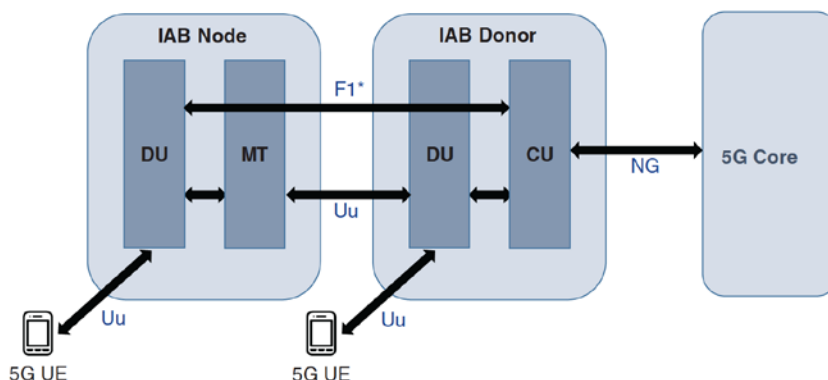 IAB Node
IAB Donor
F1*
DU
MT
DU
CU
NG
5G Core
Uu
Uu
Uu
5G UE
5G UE